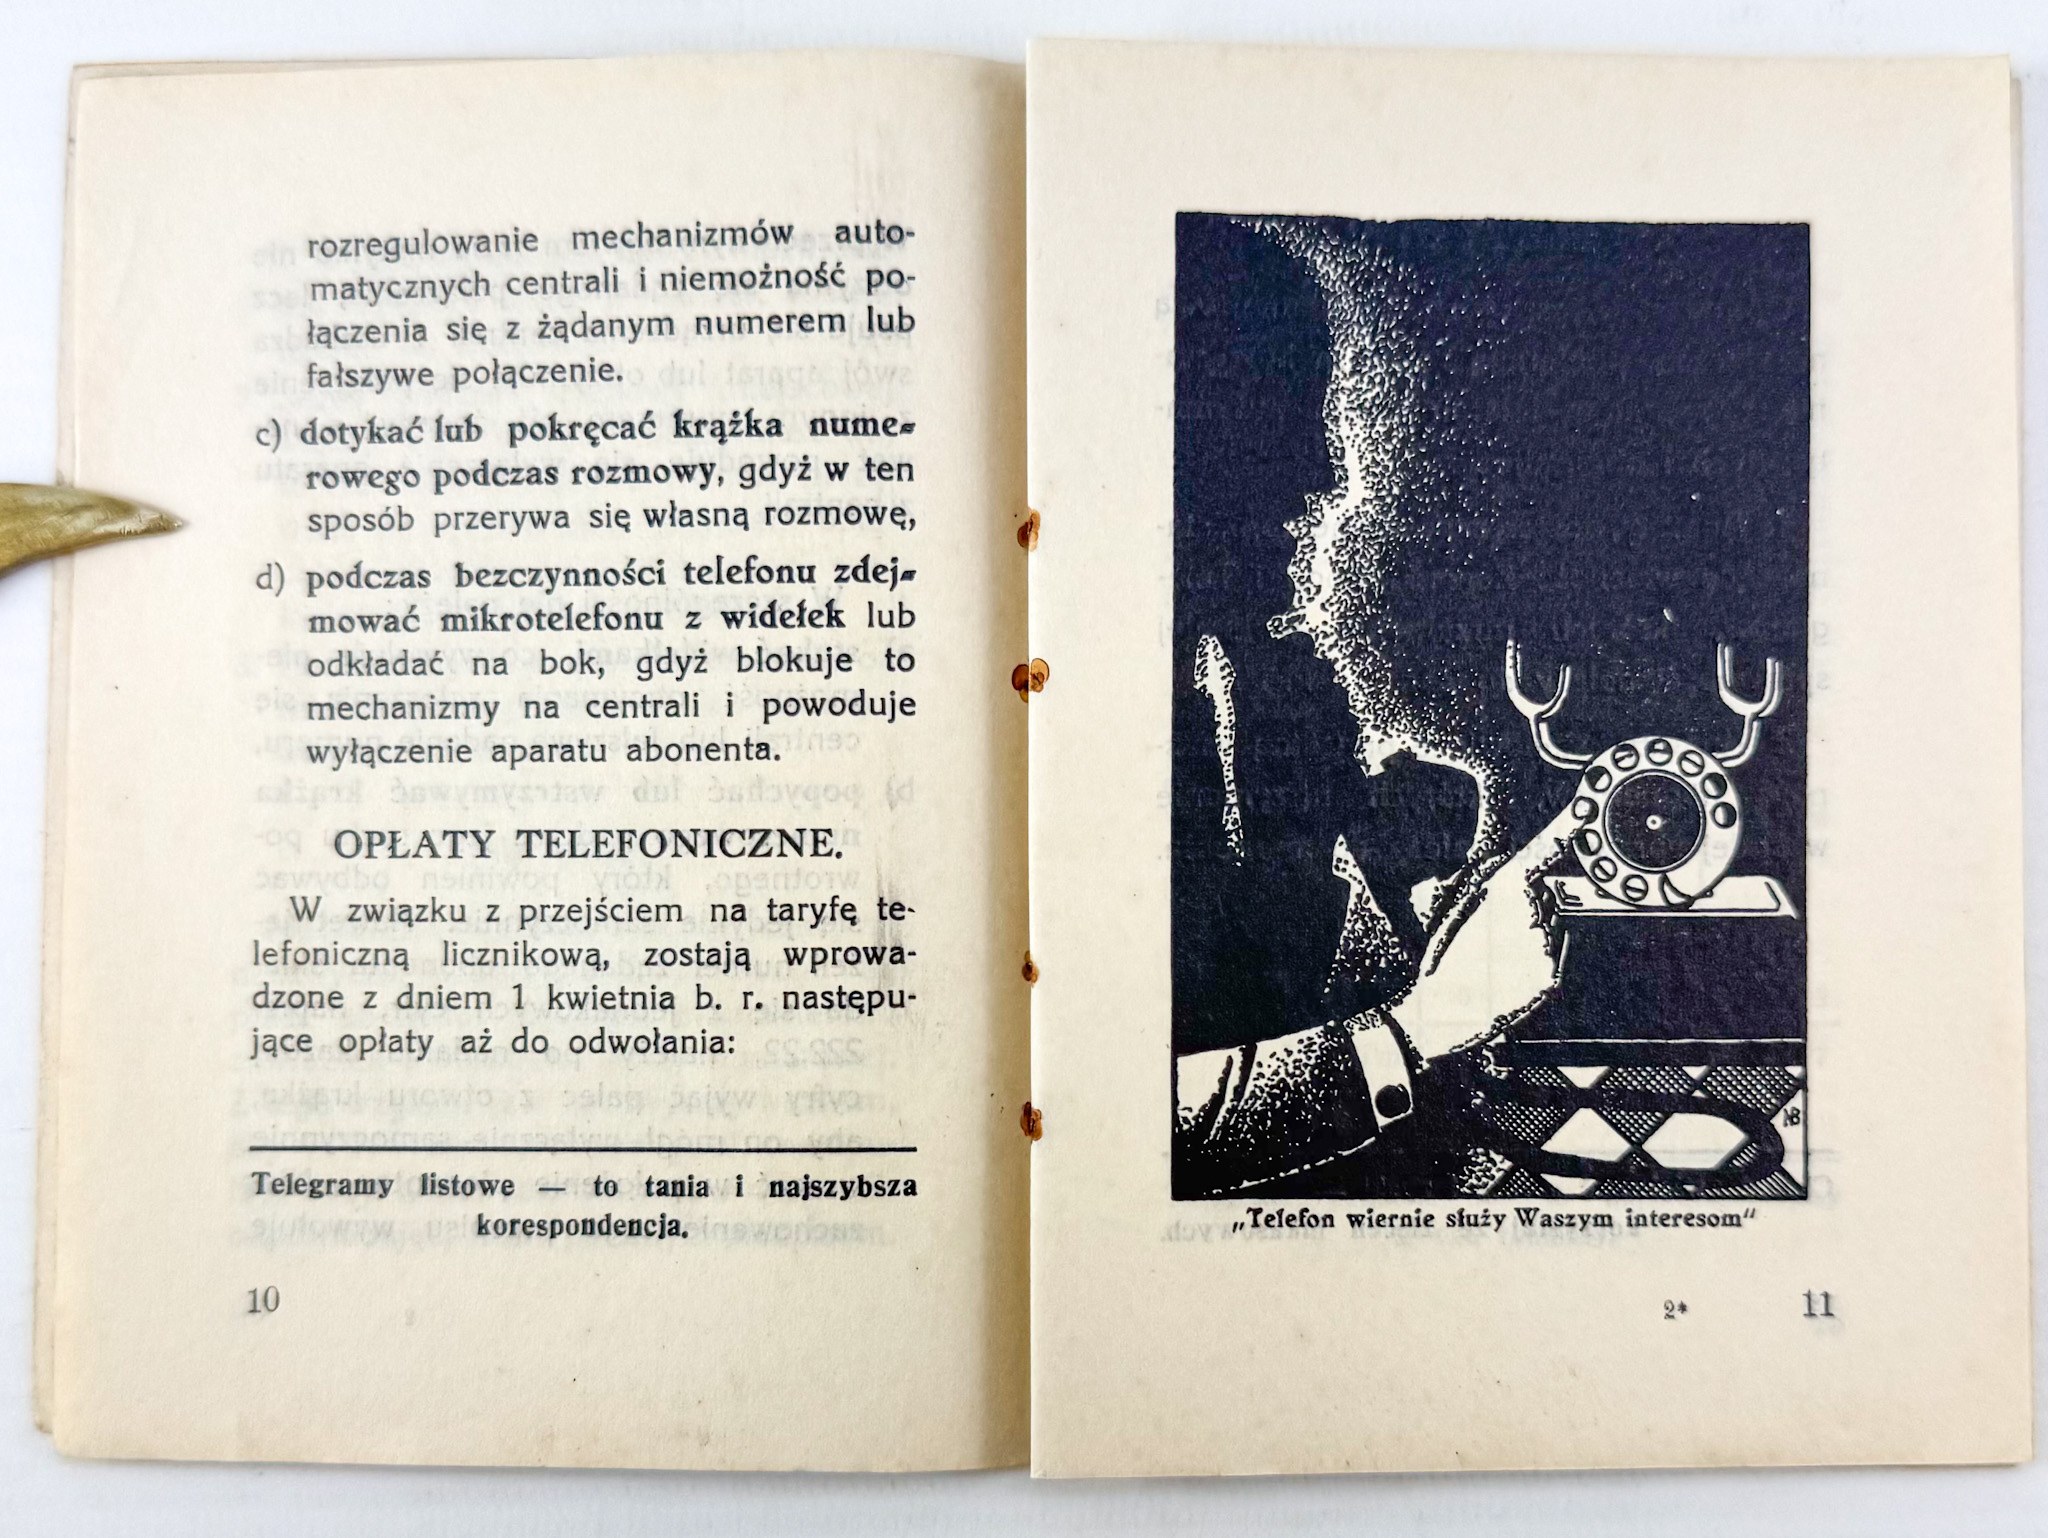 rozregulowanie mechanizmów auto-
matycznych centrali i niemożność po-
łączenia się z żądanym numerem lub
fałszywe połączenie.
c) dotykać lub pokręcać krążka nume-
rowego podczas rozmowy, gdyż w ten
sposób przerywa się własną rozmowę,
d) podczas bezczynności telefonu zdej-
mować mikrotelefonu z widełek lub
odkładać na bok, gdyż blokuje to
mechanizmy na centrali i powoduje
wyłączenie aparatu abonenta.
OPŁATY TELEFONICZNE.
W związku z przejściem na taryfę te-
lefoniczną licznikową, zostają wprowa-
dzone z dniem 1 kwietnia b. r. następu-
jące opłaty aż do odwołania:
Telegramy listowe — to tania i najszybsza
korespondencja.
10
NB
„Telefon wiernie służy Waszym interesom"
2* 11